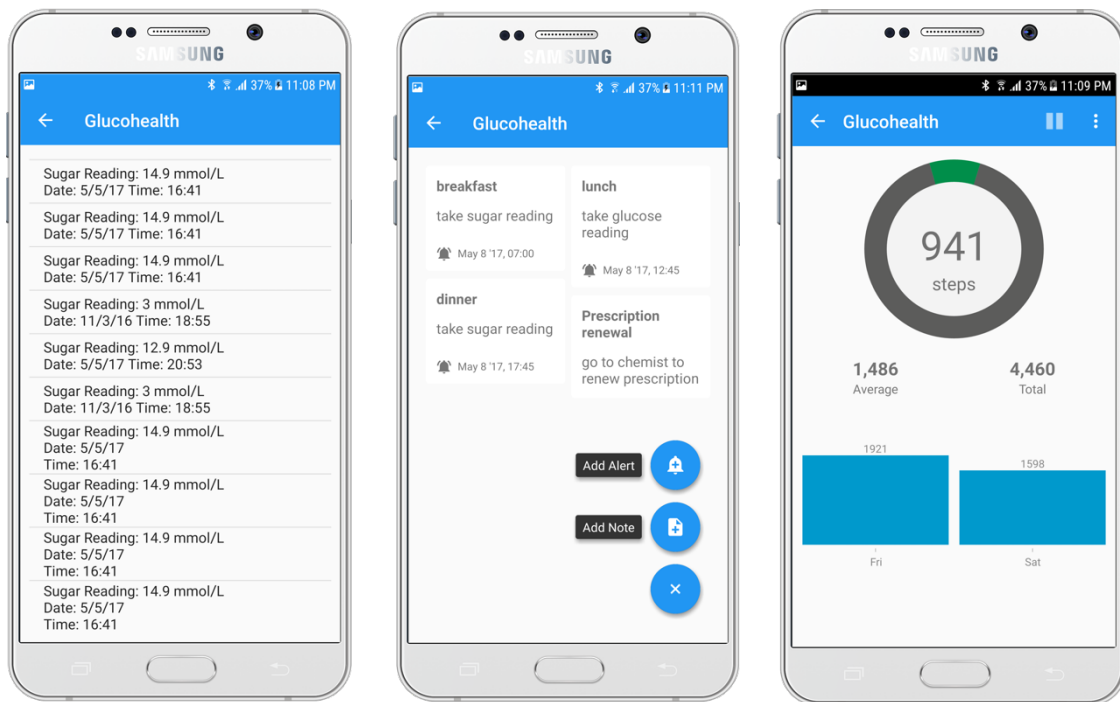 SAMSUNG
37% 11:08 PM
Glucohealth
Sugar Reading: 14.9 mmol/L
Date: 5/5/17 Time: 16:41
Sugar Reading: 14.9 mmol/L
Date: 5/5/17 Time: 16:41
Sugar Reading: 14.9 mmol/L
Date: 5/5/17 Time: 16:41
Sugar Reading: 3 mmol/L
Date: 11/3/16 Time: 18:55
Sugar Reading: 12.9 mmol/L
Date: 5/5/17 Time: 20:53
Sugar Reading: 3 mmol/L
Date: 11/3/16 Time: 18:55
Sugar Reading: 14.9 mmol/L
Date: 5/5/17
Time: 16:41
Sugar Reading: 14.9 mmol/L
Date: 5/5/17
Time: 16:41
Sugar Reading: 14.9 mmol/L
Date: 5/5/17
Time: 16:41
Sugar Reading: 14.9 mmol/L
Date: 5/5/17
Time: 16:41
SAMSUNG
37% 11:11 PM
Glucohealth
breakfast
take sugar reading
May 8 '17, 07:00
lunch
take glucose
reading
May 8 '17, 12:45
dinner
take sugar reading
May 8 '17, 17:45
Prescription
renewal
go to chemist to
renew prescription
Add Alert
Add Note
SAMSUNG
37% 11:09 PM
Glucohealth
941
steps
1,486
Average
4,460
Total
1921
1598
Fri
Sat